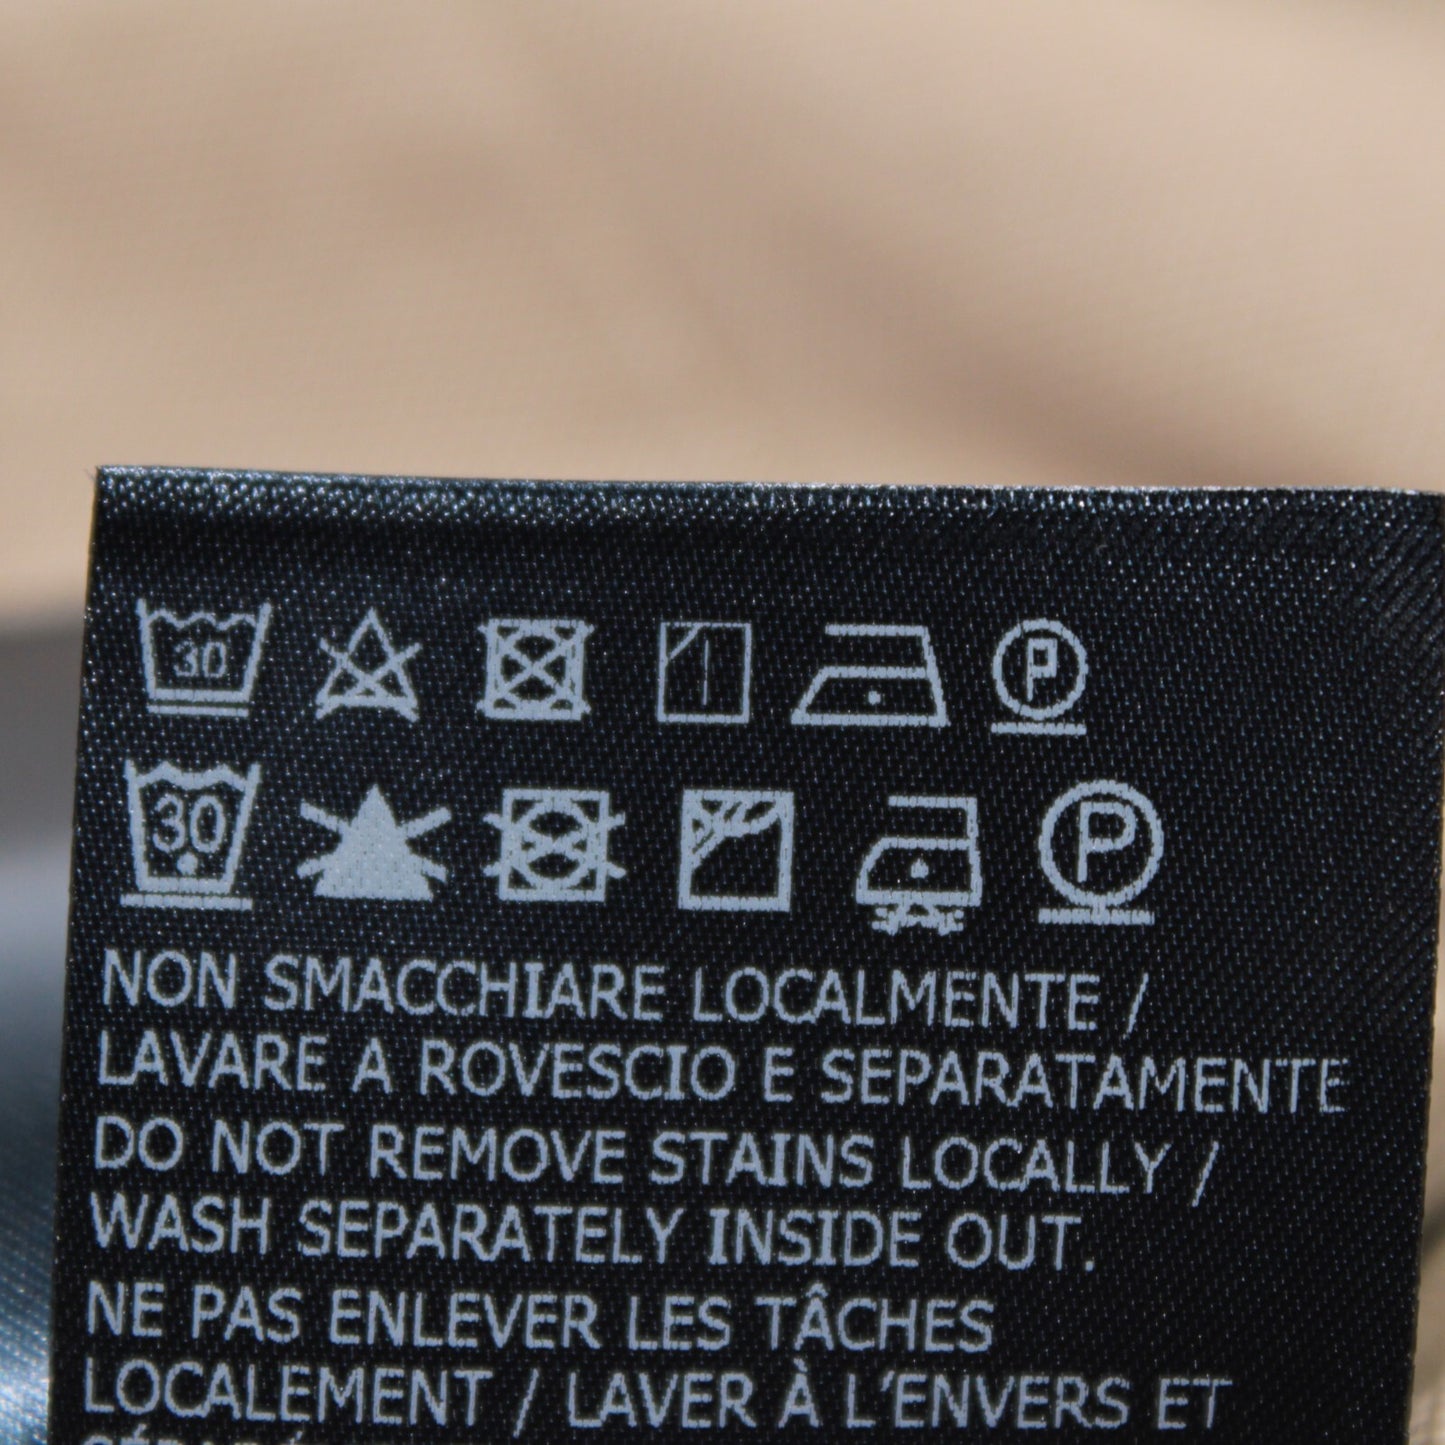 30 P
30 P
NON SMACCHIARE LOCALMENTE /
LAVARE A ROVESCIO E SEPARATAMENTE
DO NOT REMOVE STAINS LOCALLY /
WASH SEPARATELY INSIDE OUT.
NE PAS ENLEVER LES TÂCHES
LOCALEMENT / LAVER À L'ENVERS ET